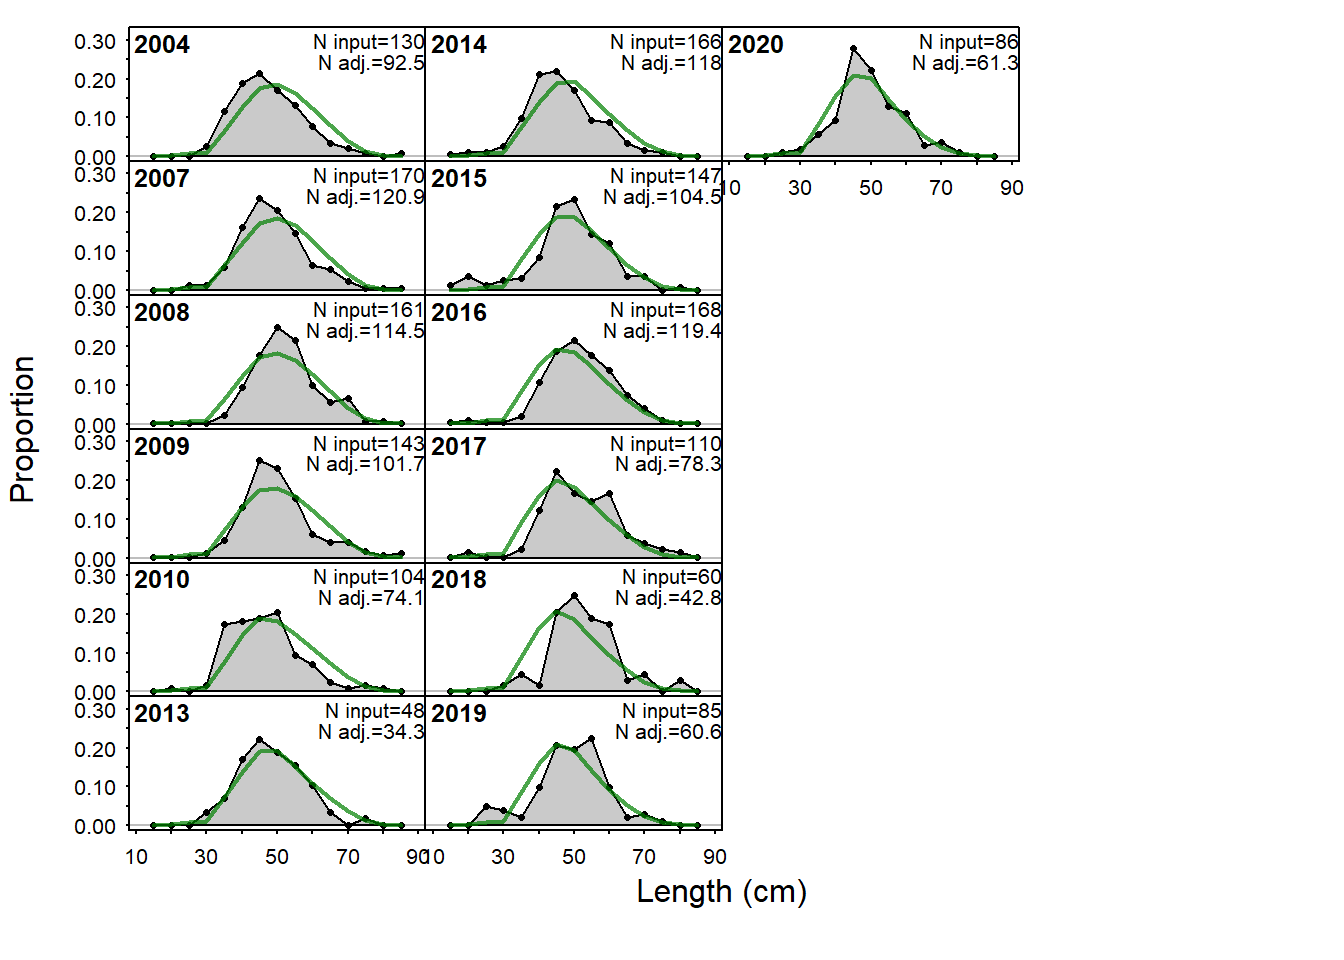 Proportion
0.30
0.20
0.10
0.00
2004
N input=130
N adj.=92.5
2014
N input=166
N adj.=118
2020
N input=86
N adj.=61.3
10 30 50 70 90
0.30
0.20
0.10
0.00
2007
N input=170
N adj.=120.9
2015
N input=147
N adj.=104.5
0.30
0.20
0.10
0.00
2008
N input=161
N adj.=114.5
2016
N input=168
N adj.=119.4
0.30
0.20
0.10
0.00
2009
N input=143
N adj.=101.7
2017
N input=110
N adj.=78.3
0.30
0.20
0.10
0.00
2010
N input=104
N adj.=74.1
2018
N input=60
N adj.=42.8
0.30
0.20
0.10
0.00
2013
N input=48
N adj.=34.3
2019
N input=85
N adj.=60.6
10 30 50 70 90
10 30 50 70 90
Length (cm)